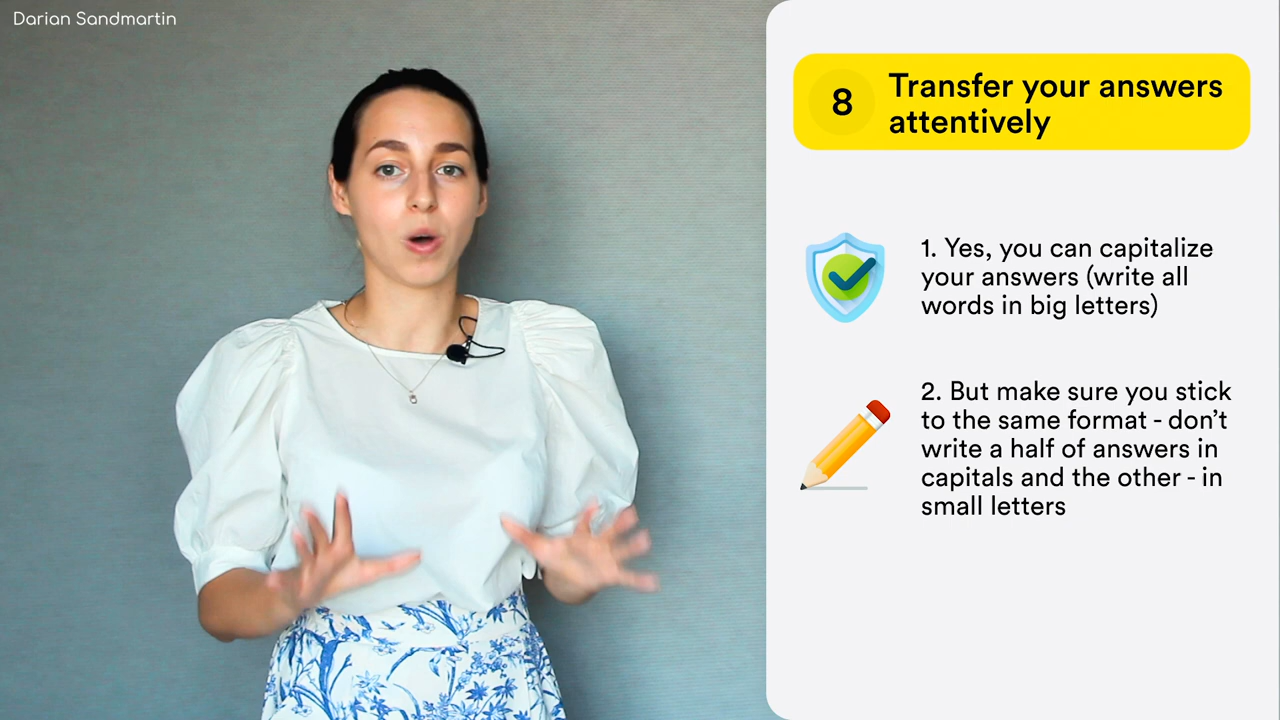 Darian Sandmartin
8
Transfer your answers
attentively
1. Yes, you can capitalize
your answers (write all
words in big letters)
2. But make sure you stick
to the same format - don’t
write a half of answers in
capitals and the other - in
small letters